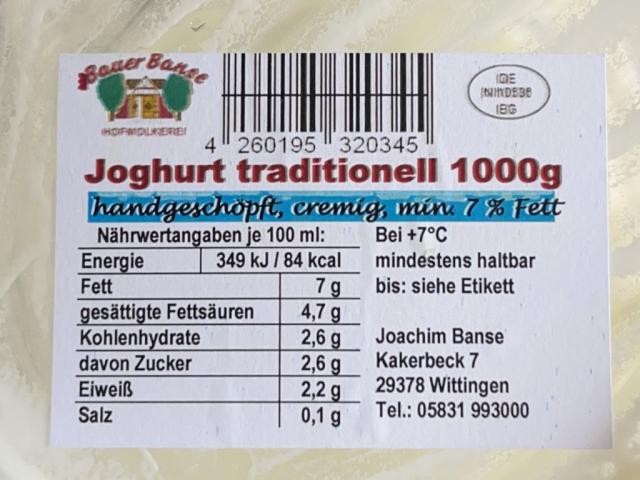 Bauer Banse
HOFMOLKEREI
4 260195 320345
Joghurt traditionell 1000g
handgeschöpft, cremig, min. 7 % Fett
Nährwertangaben je 100 ml:
Energie 349 kJ / 84 kcal
Fett 7 g
gesättigte Fettsäuren 4,7 g
Kohlenhydrate 2,6 g
davon Zucker 2,6 g
Eiweiß 2,2 g
Salz 0,1 g
Bei +7°C
mindestens haltbar
bis: siehe Etikett
Joachim Banse
Kakerbeck 7
29378 Wittingen
Tel.: 05831 993000